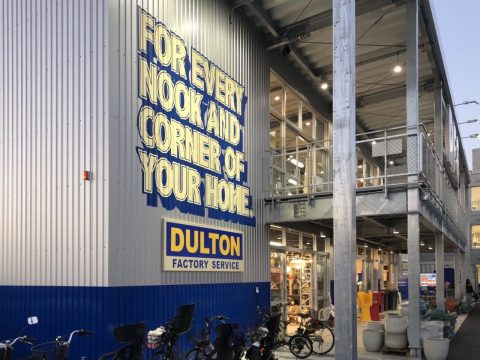 FOR EVERY
NOOK AND
CORNER OF
YOUR HOME.
DULTON
FACTORY SERVICE